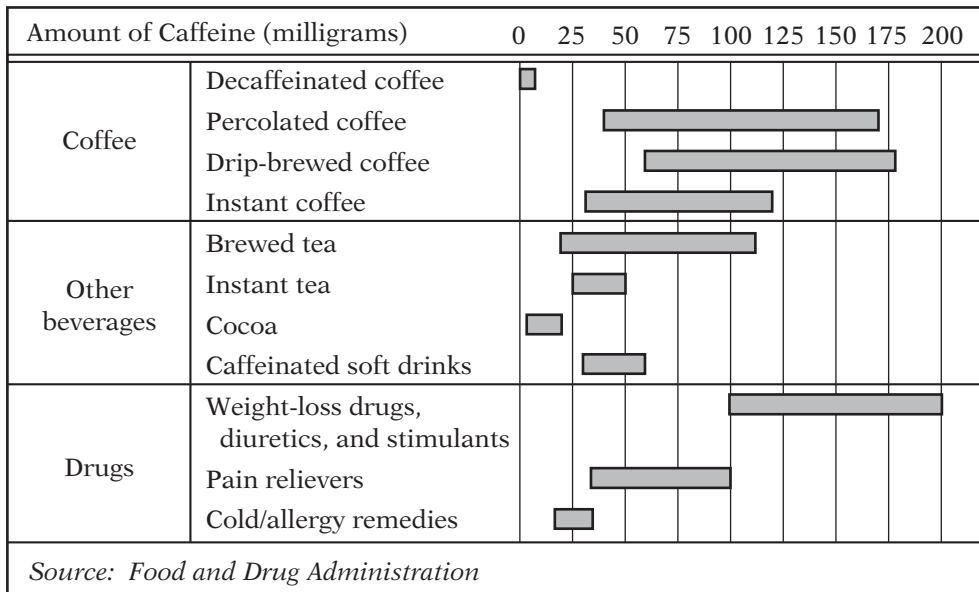 Amount of Caffeine (milligrams) 0 25 50 75 100 125 150 175 200
Coffee
Decaffeinated coffee
Percolated coffee
Drip-brewed coffee
Instant coffee
Other
beverages
Brewed tea
Instant tea
Cocoa
Caffeinated soft drinks
Drugs
Weight-loss drugs,
diuretics, and stimulants
Pain relievers
Cold/allergy remedies
Source: Food and Drug Administration